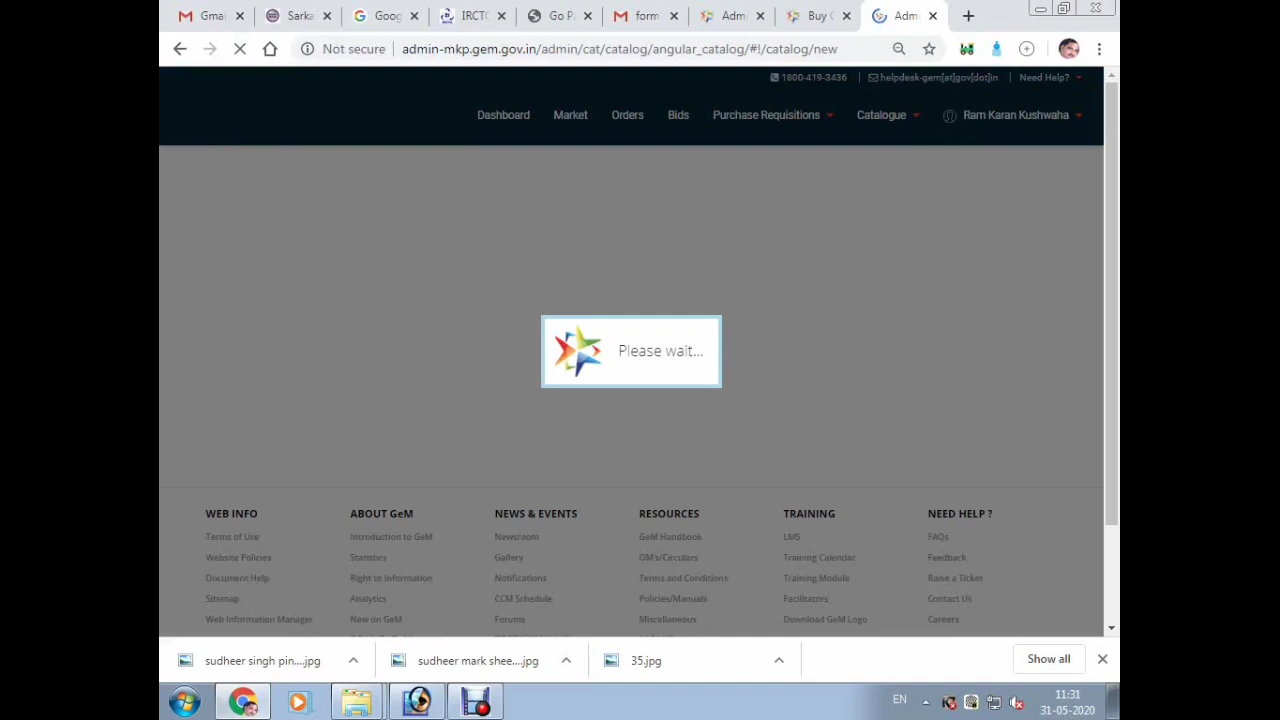 Gmai
Sarka
Goog
IRCTC
Go P
form
Adm
Buy
Adm
Not secure
admin-mkp.gem.gov.in/admin/cat/catalog/angular_catalog/#!/catalog/new
1800-419-3436
helpdesk-gem[at]gov[dot]in
Need Help?
Dashboard
Market
Orders
Bids
Purchase Requisitions
Catalogue
Ram Karan Kushwaha
Please wait...
WEB INFO
Terms of Use
Website Policies
Document Help
Sitemap
Web Information Manager
ABOUT GeM
Introduction to GeM
Statistics
Right to Information
Analytics
New on GeM
NEWS & EVENTS
Newsroom
Gallery
Notifications
CCM Schedule
Forums
RESOURCES
GeM Handbook
OM's/Circulars
Terms and Conditions
Policies/Manuals
Miscellaneous
TRAINING
LMS
Training Calendar
Training Module
Facilitators
Download GeM Logo
NEED HELP ?
FAQs
Feedback
Raise a Ticket
Contact Us
Careers
sudheer singh pin....jpg
sudheer mark shee....jpg
35.jpg
Show all
EN
11:31
31-05-2020